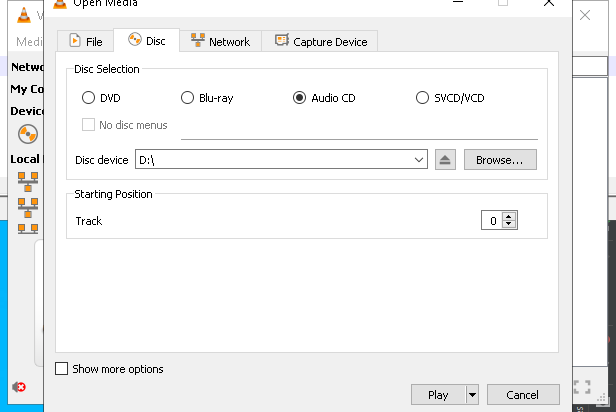 Open Media
Medi
File
Disc
Network
Capture Device
Netwo
My Co
Device
Local
Disc Selection
DVD
Blu-ray
Audio CD
SVCD/VCD
No disc menus
Disc device
D:\
Browse...
Starting Position
Track
0
Show more options
Play
Cancel